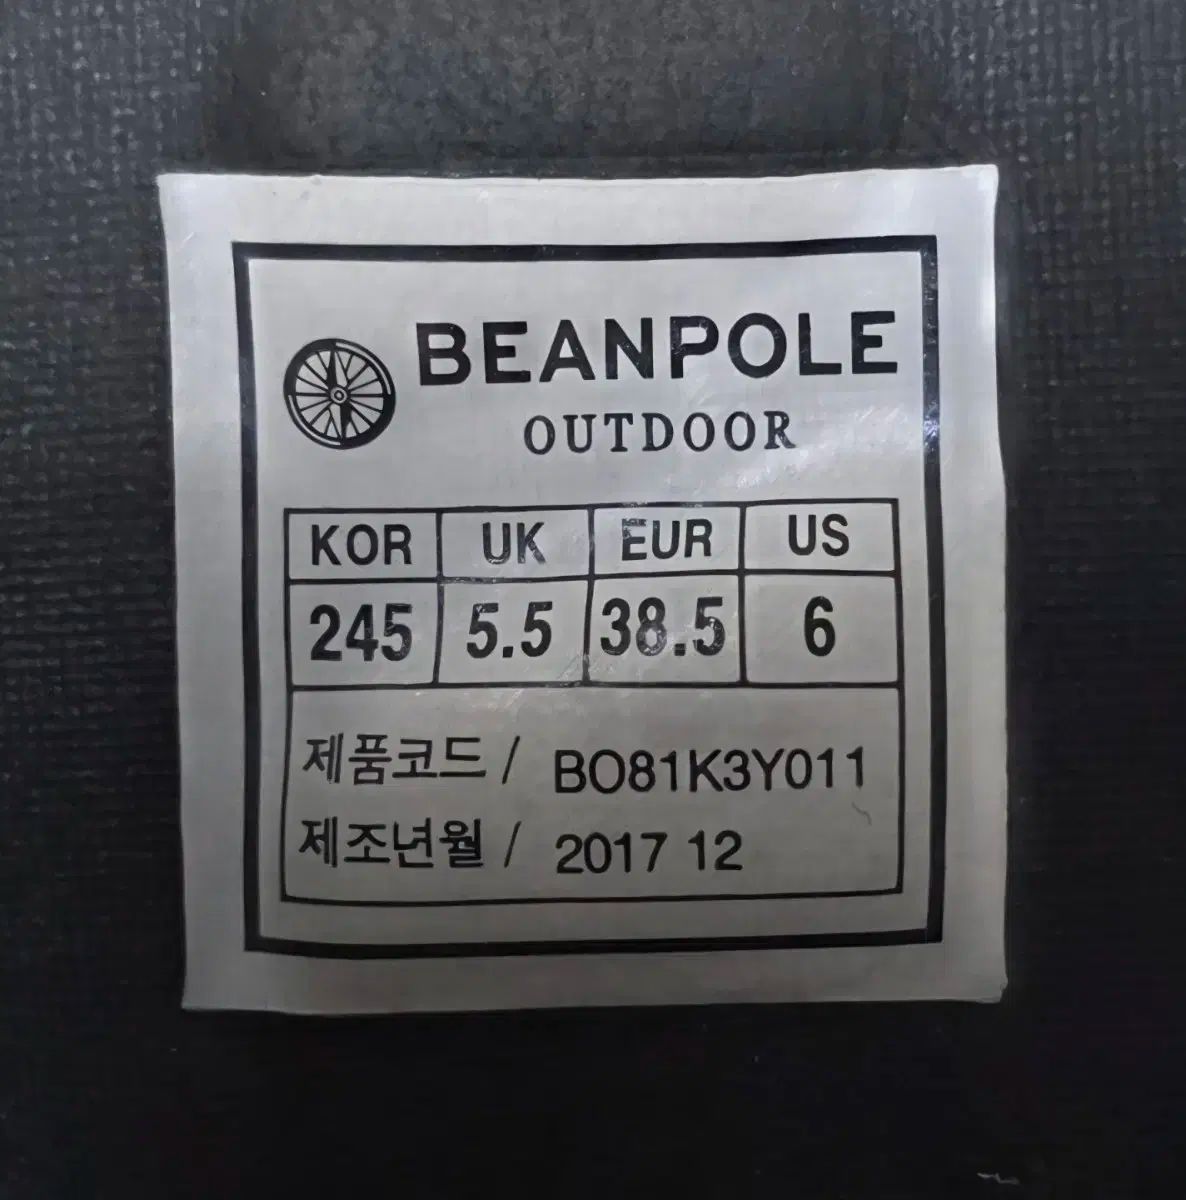 BEANPOLE
OUTDOOR
KOR UK EUR US
245 5.5 38.5 6
제품코드 / BO81K3Y011
제조년월 / 2017 12